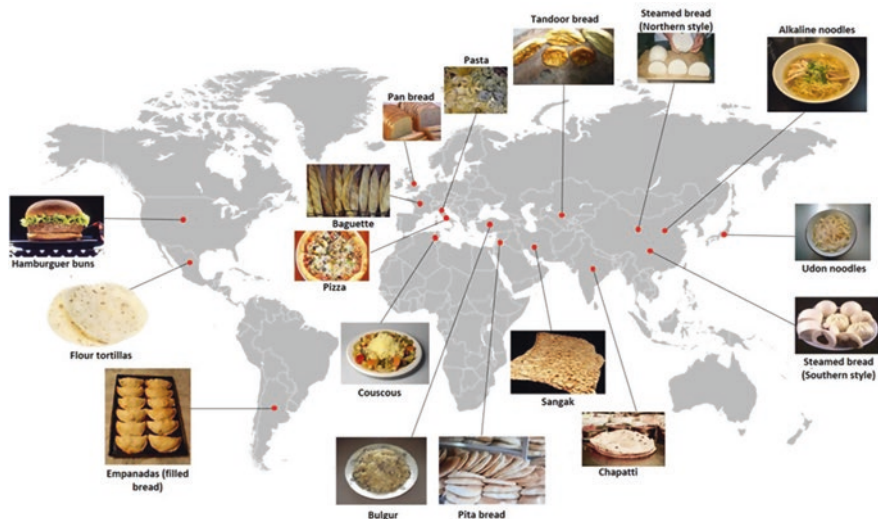 Tandoor bread
Steamed bread
(Northern style)
Alkaline noodles
Pasta
Pan bread
Baguette
Hamburguer buns
Pizza
Udon noodles
Flour tortillas
Steamed bread
(Southern style)
Couscous
Sangak
Empanadas (filled
bread)
Chapatti
Bulgur
Pita bread